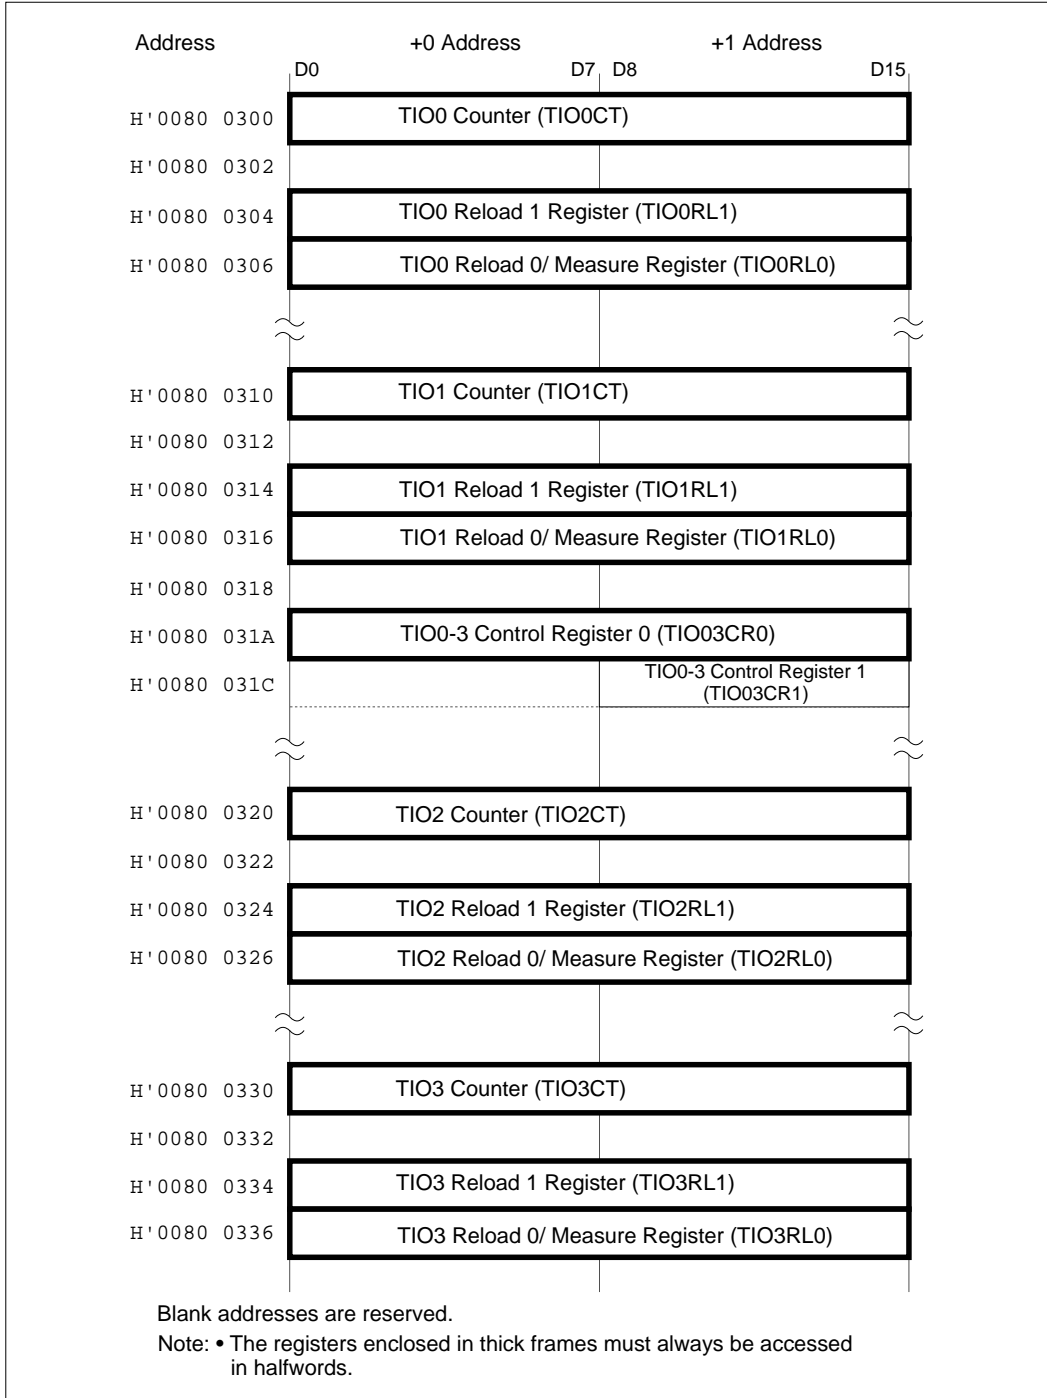 Address +0 Address +1 Address
D0 D7 D8 D15
H'0080 0300 TIO0 Counter (TIO0CT)
H'0080 0302
H'0080 0304 TIO0 Reload 1 Register (TIO0RL1)
H'0080 0306 TIO0 Reload 0/ Measure Register (TIO0RL0)
H'0080 0310 TIO1 Counter (TIO1CT)
H'0080 0312
H'0080 0314 TIO1 Reload 1 Register (TIO1RL1)
H'0080 0316 TIO1 Reload 0/ Measure Register (TIO1RL0)
H'0080 0318
H'0080 031A TIO0-3 Control Register 0 (TIO03CR0)
H'0080 031C TIO0-3 Control Register 1
(TIO03CR1)
H'0080 0320 TIO2 Counter (TIO2CT)
H'0080 0322
H'0080 0324 TIO2 Reload 1 Register (TIO2RL1)
H'0080 0326 TIO2 Reload 0/ Measure Register (TIO2RL0)
H'0080 0330 TIO3 Counter (TIO3CT)
H'0080 0332
H'0080 0334 TIO3 Reload 1 Register (TIO3RL1)
H'0080 0336 TIO3 Reload 0/ Measure Register (TIO3RL0)
Blank addresses are reserved.
Note: • The registers enclosed in thick frames must always be accessed
in halfwords.